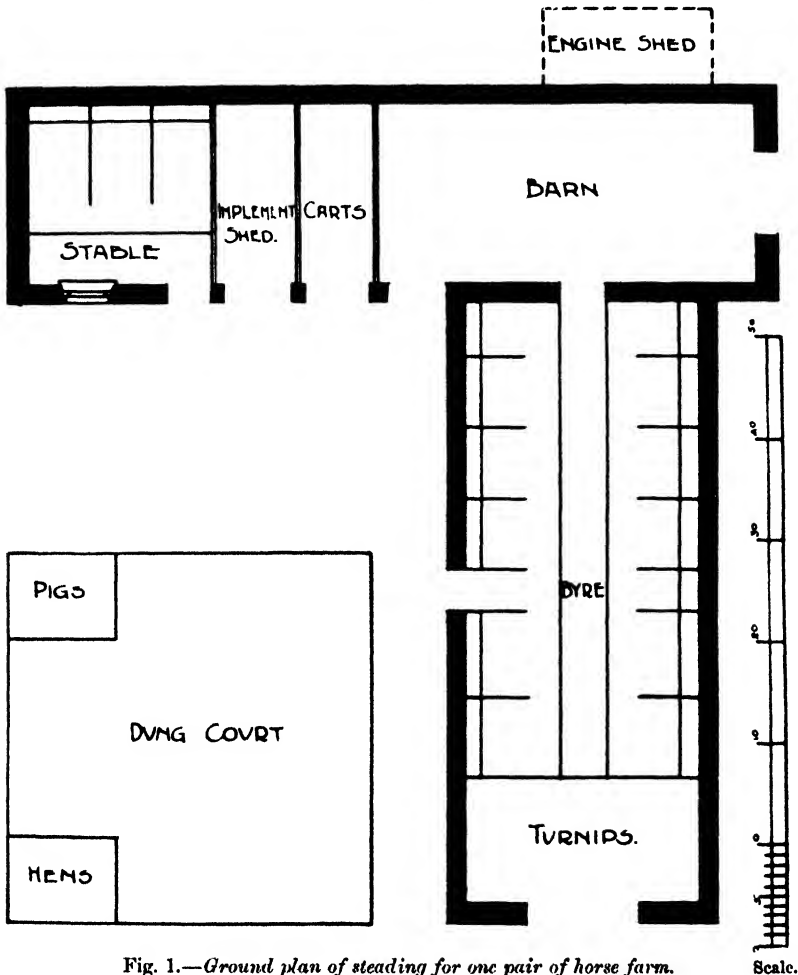 ENGINE SHED
BARN
IMPLEMENT
SHED.
CARTS
STABLE
BYRE
PIGS
DUNG COURT
HENS
TURNIPS.
50
40
30
20
10
0
5
Fig. 1.—Ground plan of steading for one pair of horse farm.
Scale.